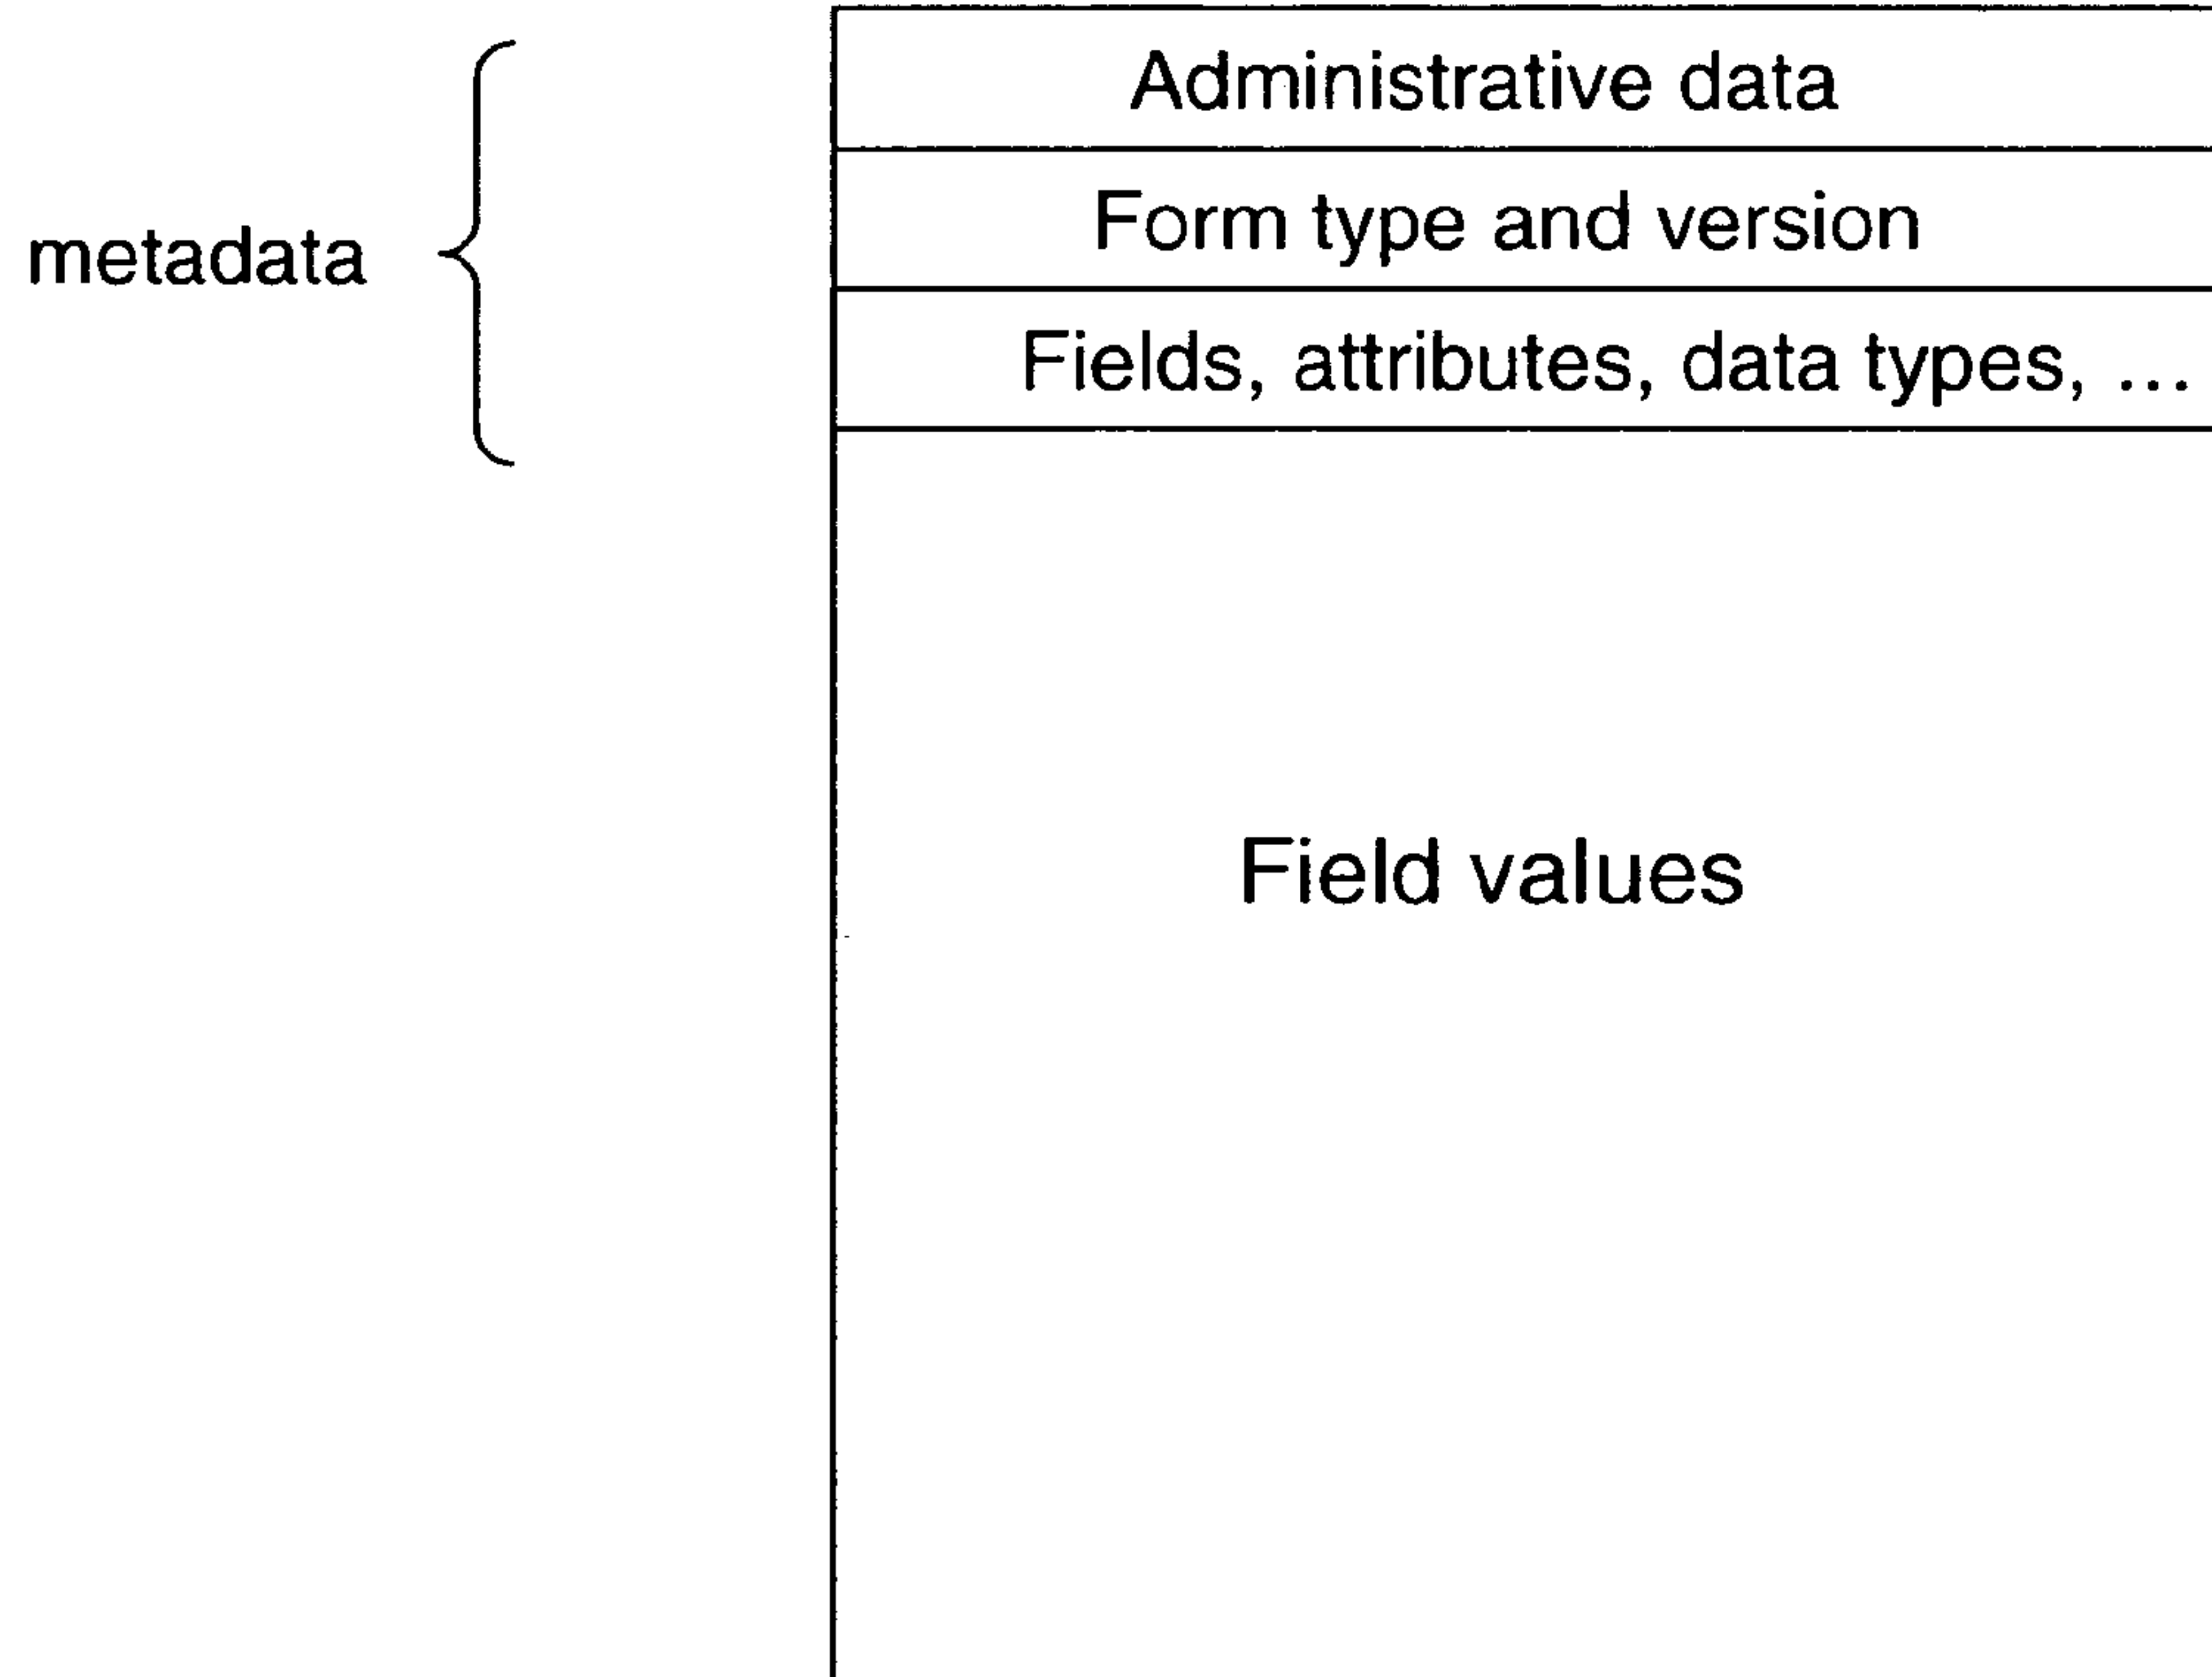 Administrative data
Form type and version
metadata
Fields, attributes, data types, ...
Field values